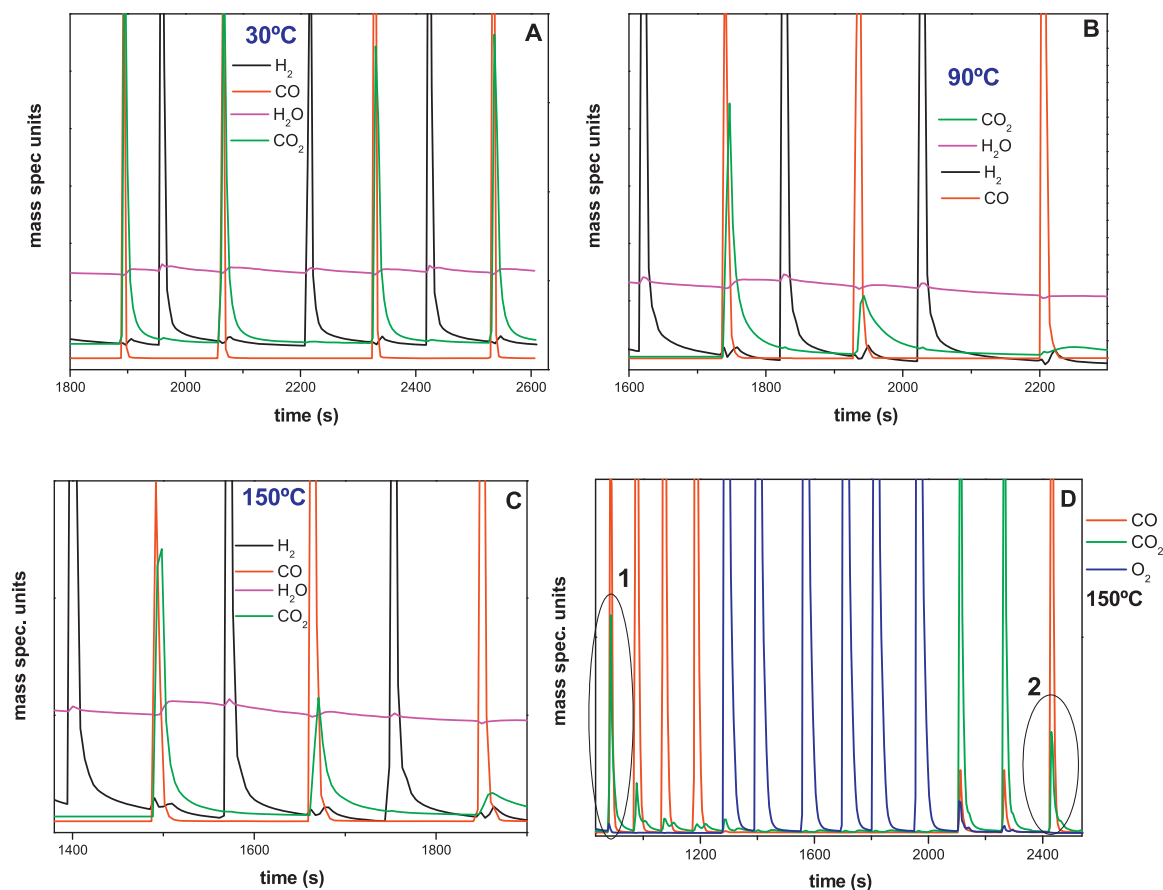 30ºC
A
H₂
CO
H₂O
CO₂
mass spec units
1800
2000
2200
2400
2600
time (s)
B
90ºC
CO₂
H₂O
H₂
CO
mass spec units
1600
1800
2000
2200
time (s)
150ºC
C
H₂
CO
H₂O
CO₂
mass spec. units
1400
1600
1800
time (s)
D
1
2
CO
CO₂
O₂
150ºC
mass spec. units
1200
1600
2000
2400
time (s)